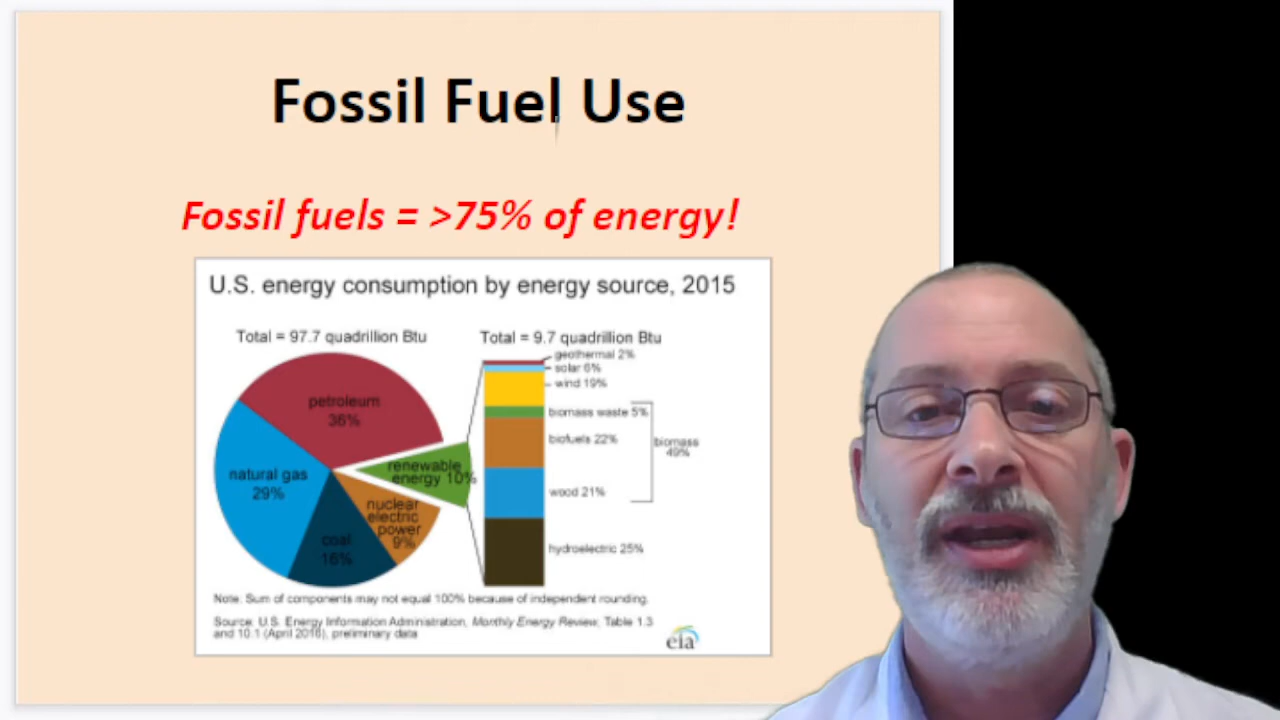 Fossil Fuel Use
Fossil fuels = >75% of energy!
U.S. energy consumption by energy source, 2015
Total = 97.7 quadrillion Btu
Total = 9.7 quadrillion Btu
petroleum
36%
natural gas
29%
coal
16%
nuclear
electric
power
9%
renewable
energy 10%
geothermal 2%
solar 6%
wind 19%
biomass waste 5%
biofuels 22%
wood 21%
hydroelectric 25%
biomass
49%
Note: Sum of components may not equal 100% because of independent rounding.
Source: U.S. Energy Information Administration, Monthly Energy Review, Table 1.3
and 10.1 (April 2016), preliminary data
eia